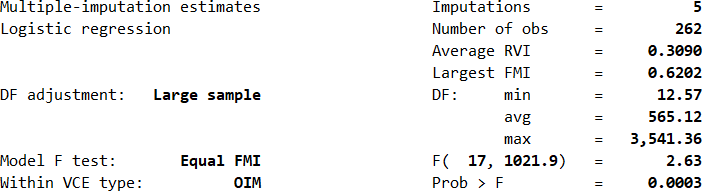 Multiple-imputation estimates Imputations = 5
Logistic regression Number of obs = 262
Average RVI = 0.3090
Largest FMI = 0.6202
DF adjustment: Large sample DF: min = 12.57
avg = 565.12
max = 3,541.36
Model F test: Equal FMI F( 17, 1021.9) = 2.63
Within VCE type: OIM Prob > F = 0.0003